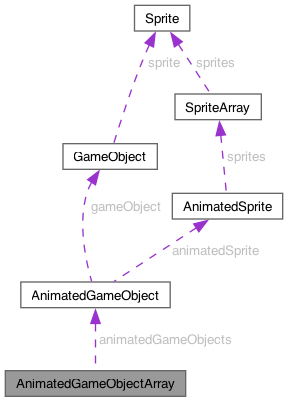 Sprite
sprite
sprites
SpriteArray
GameObject
sprites
gameObject
AnimatedSprite
animatedSprite
AnimatedGameObject
animatedGameObjects
AnimatedGameObjectArray